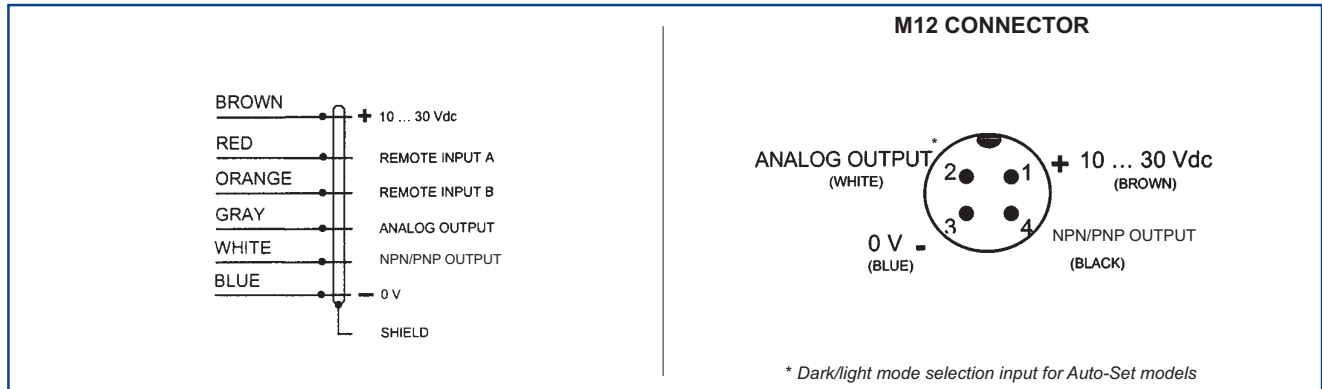 BROWN
+ 10 ... 30 Vdc
RED
REMOTE INPUT A
ORANGE
REMOTE INPUT B
GRAY
ANALOG OUTPUT
WHITE
NPN/PNP OUTPUT
BLUE
- 0 V
SHIELD
M12 CONNECTOR
ANALOG OUTPUT*
(WHITE)
2
1
+ 10 ... 30 Vdc
(BROWN)
3
4
0 V -
(BLUE)
NPN/PNP OUTPUT
(BLACK)
* Dark/light mode selection input for Auto-Set models